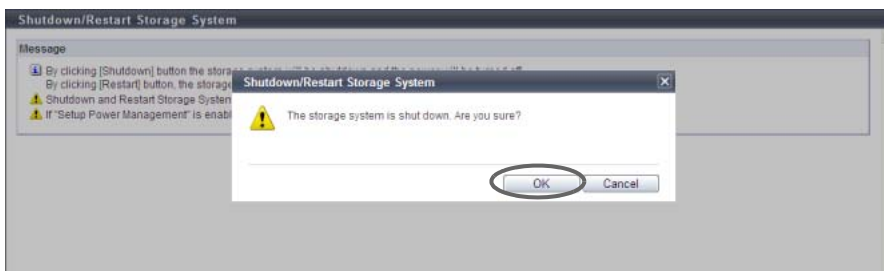 Shutdown/Restart Storage System
Message
By clicking [Shutdown] button the storage system will be shutdown and the power will be turned off.
By clicking [Restart] button, the storage
Shutdown and Restart Storage System
If "Setup Power Management" is enabl
Shutdown/Restart Storage System
The storage system is shut down. Are you sure?
OK Cancel